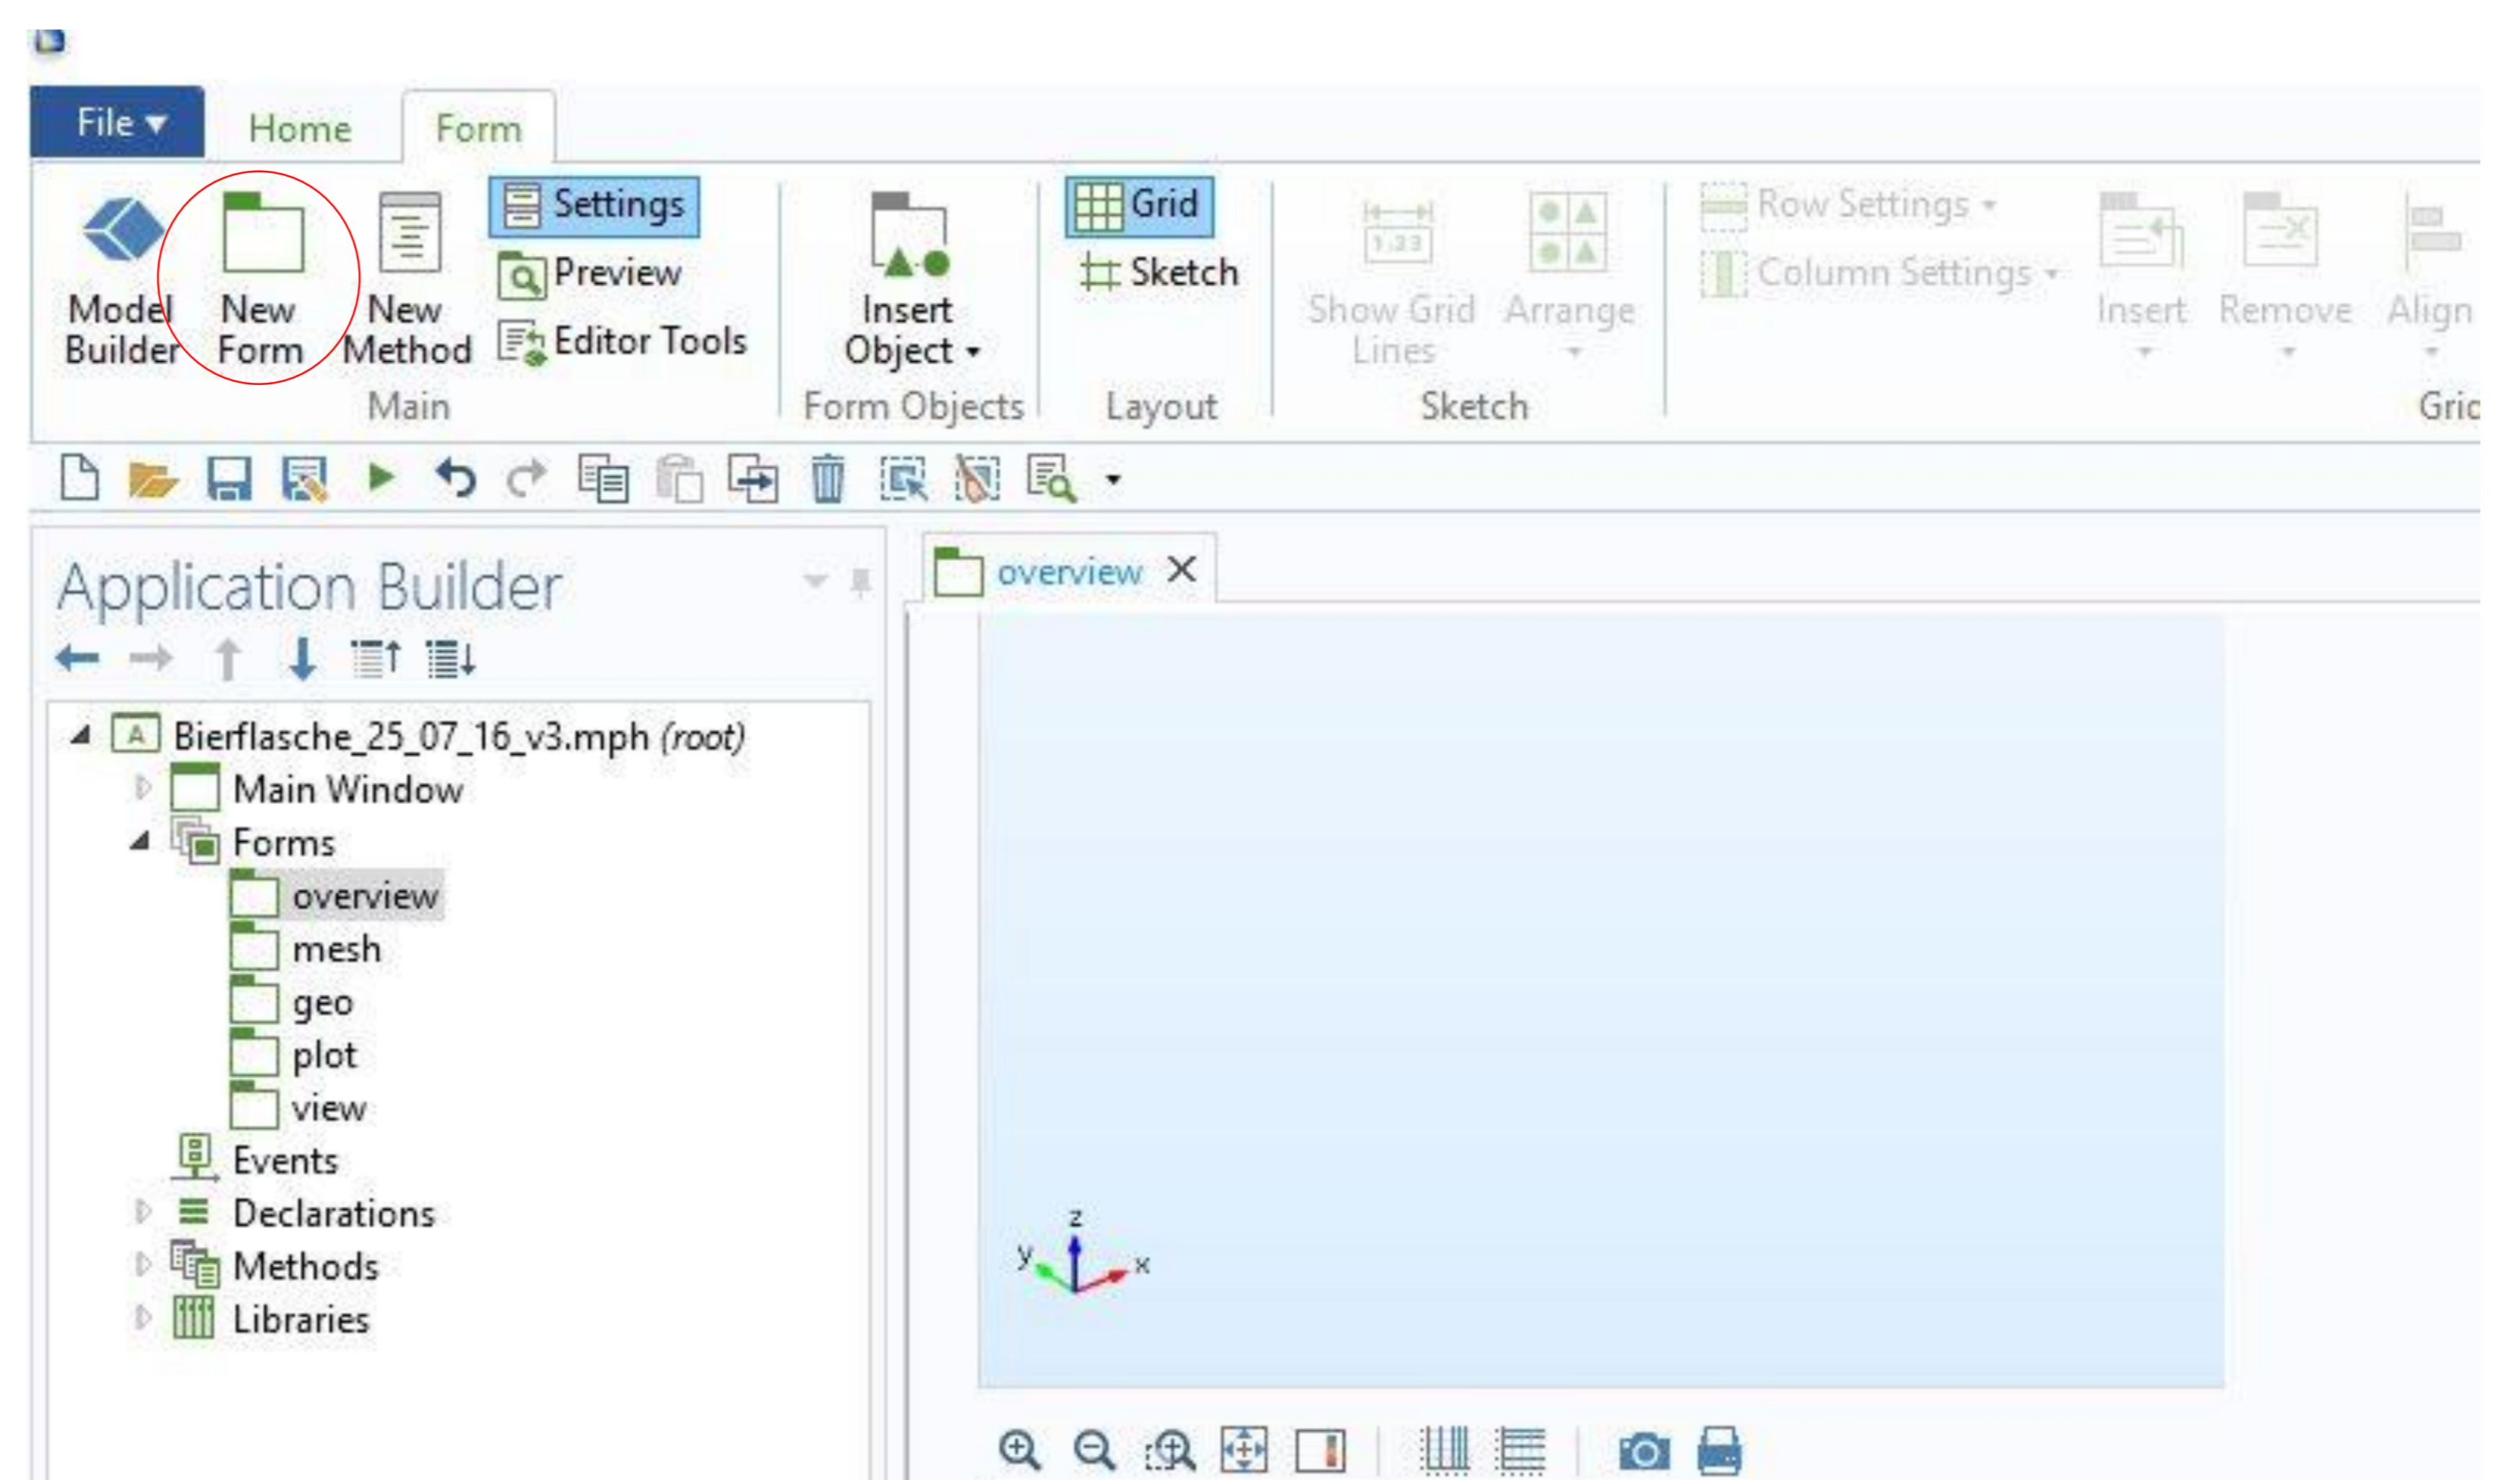 File
Home
Form
Model Builder
New Form
New Method
Settings
Preview
Editor Tools
Main
Insert Object
Form Objects
Grid
Sketch
Layout
1.23
Show Grid Lines
Arrange
Sketch
Row Settings
Column Settings
Insert
Remove
Align
Application Builder
overview
A
Bierflasche_25_07_16_v3.mph (root)
Main Window
Forms
overview
mesh
geo
plot
view
Events
Declarations
Methods
Libraries
z
y
x